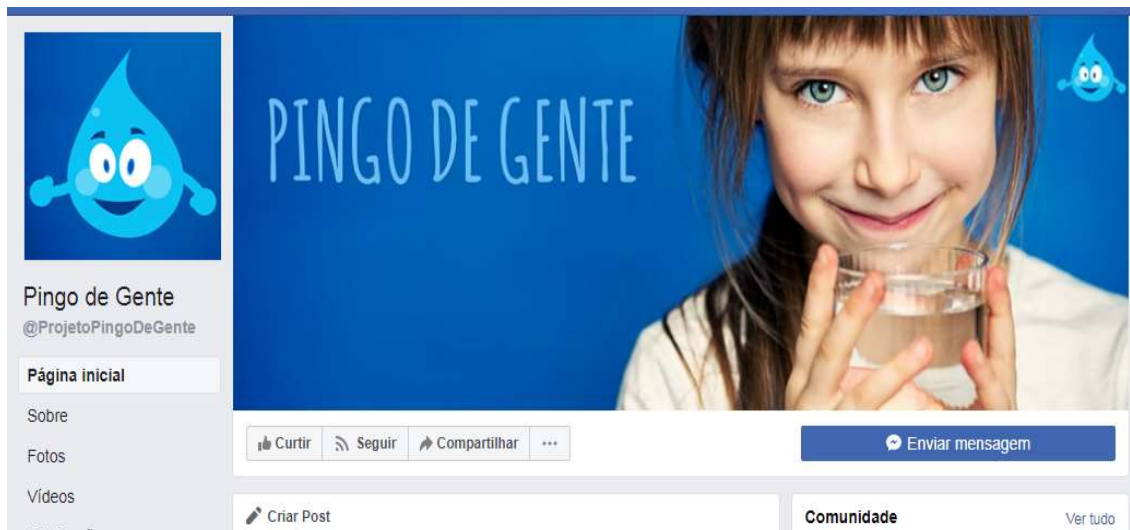 PINGO DE GENTE
Pingo de Gente
@ProjetoPingoDeGente
Página inicial
Sobre
Fotos
Vídeos
Curtir Seguir Compartilhar ...
Enviar mensagem
Criar Post
Comunidade Ver tudo